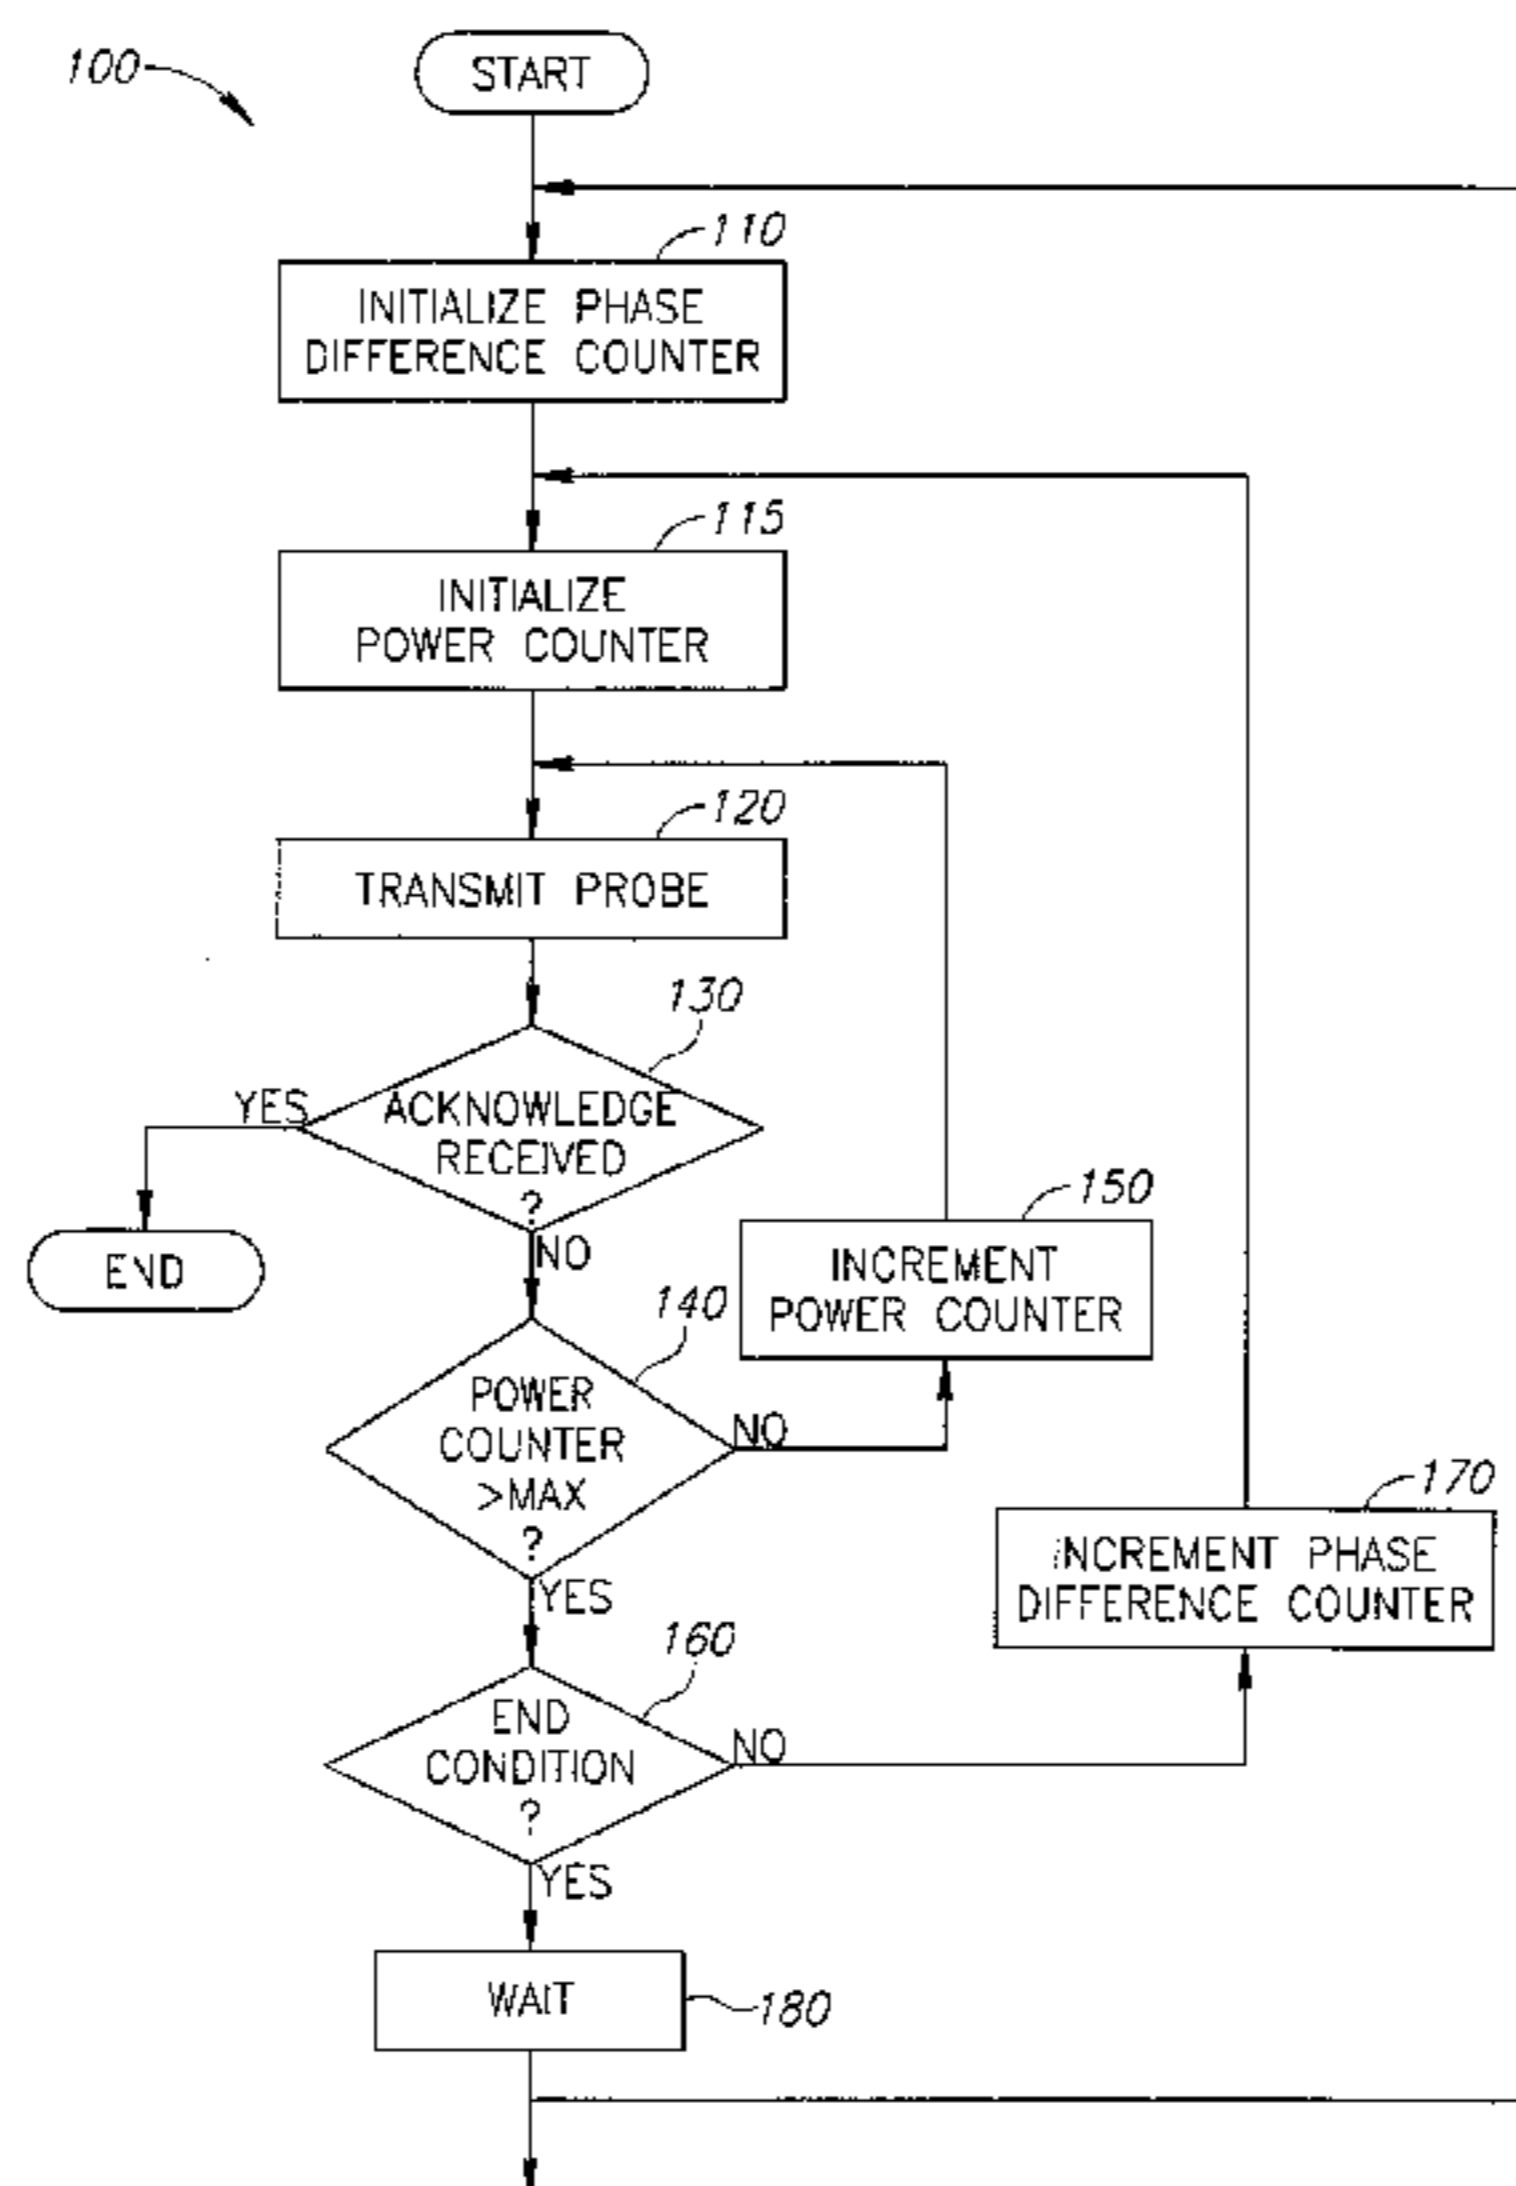 100
START
110
INITIALIZE PHASE
DIFFERENCE COUNTER
115
INITIALIZE
POWER COUNTER
120
TRANSMIT PROBE
130
YES
ACKNOWLEDGE
RECEIVED
?
NO
END
150
INCREMENT
POWER COUNTER
140
POWER
COUNTER
>MAX
?
NO
YES
170
INCREMENT PHASE
DIFFERENCE COUNTER
160
END
CONDITION
?
NO
YES
WAIT
180